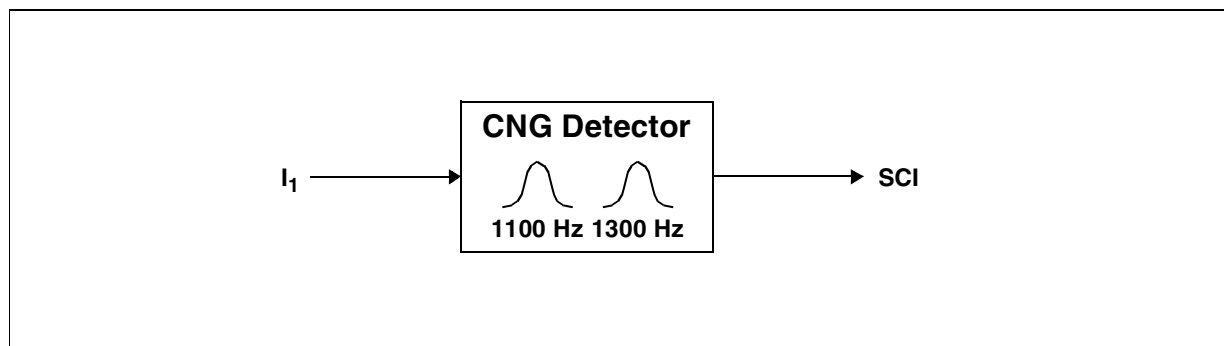 CNG Detector
I1
SCI
1100 Hz 1300 Hz